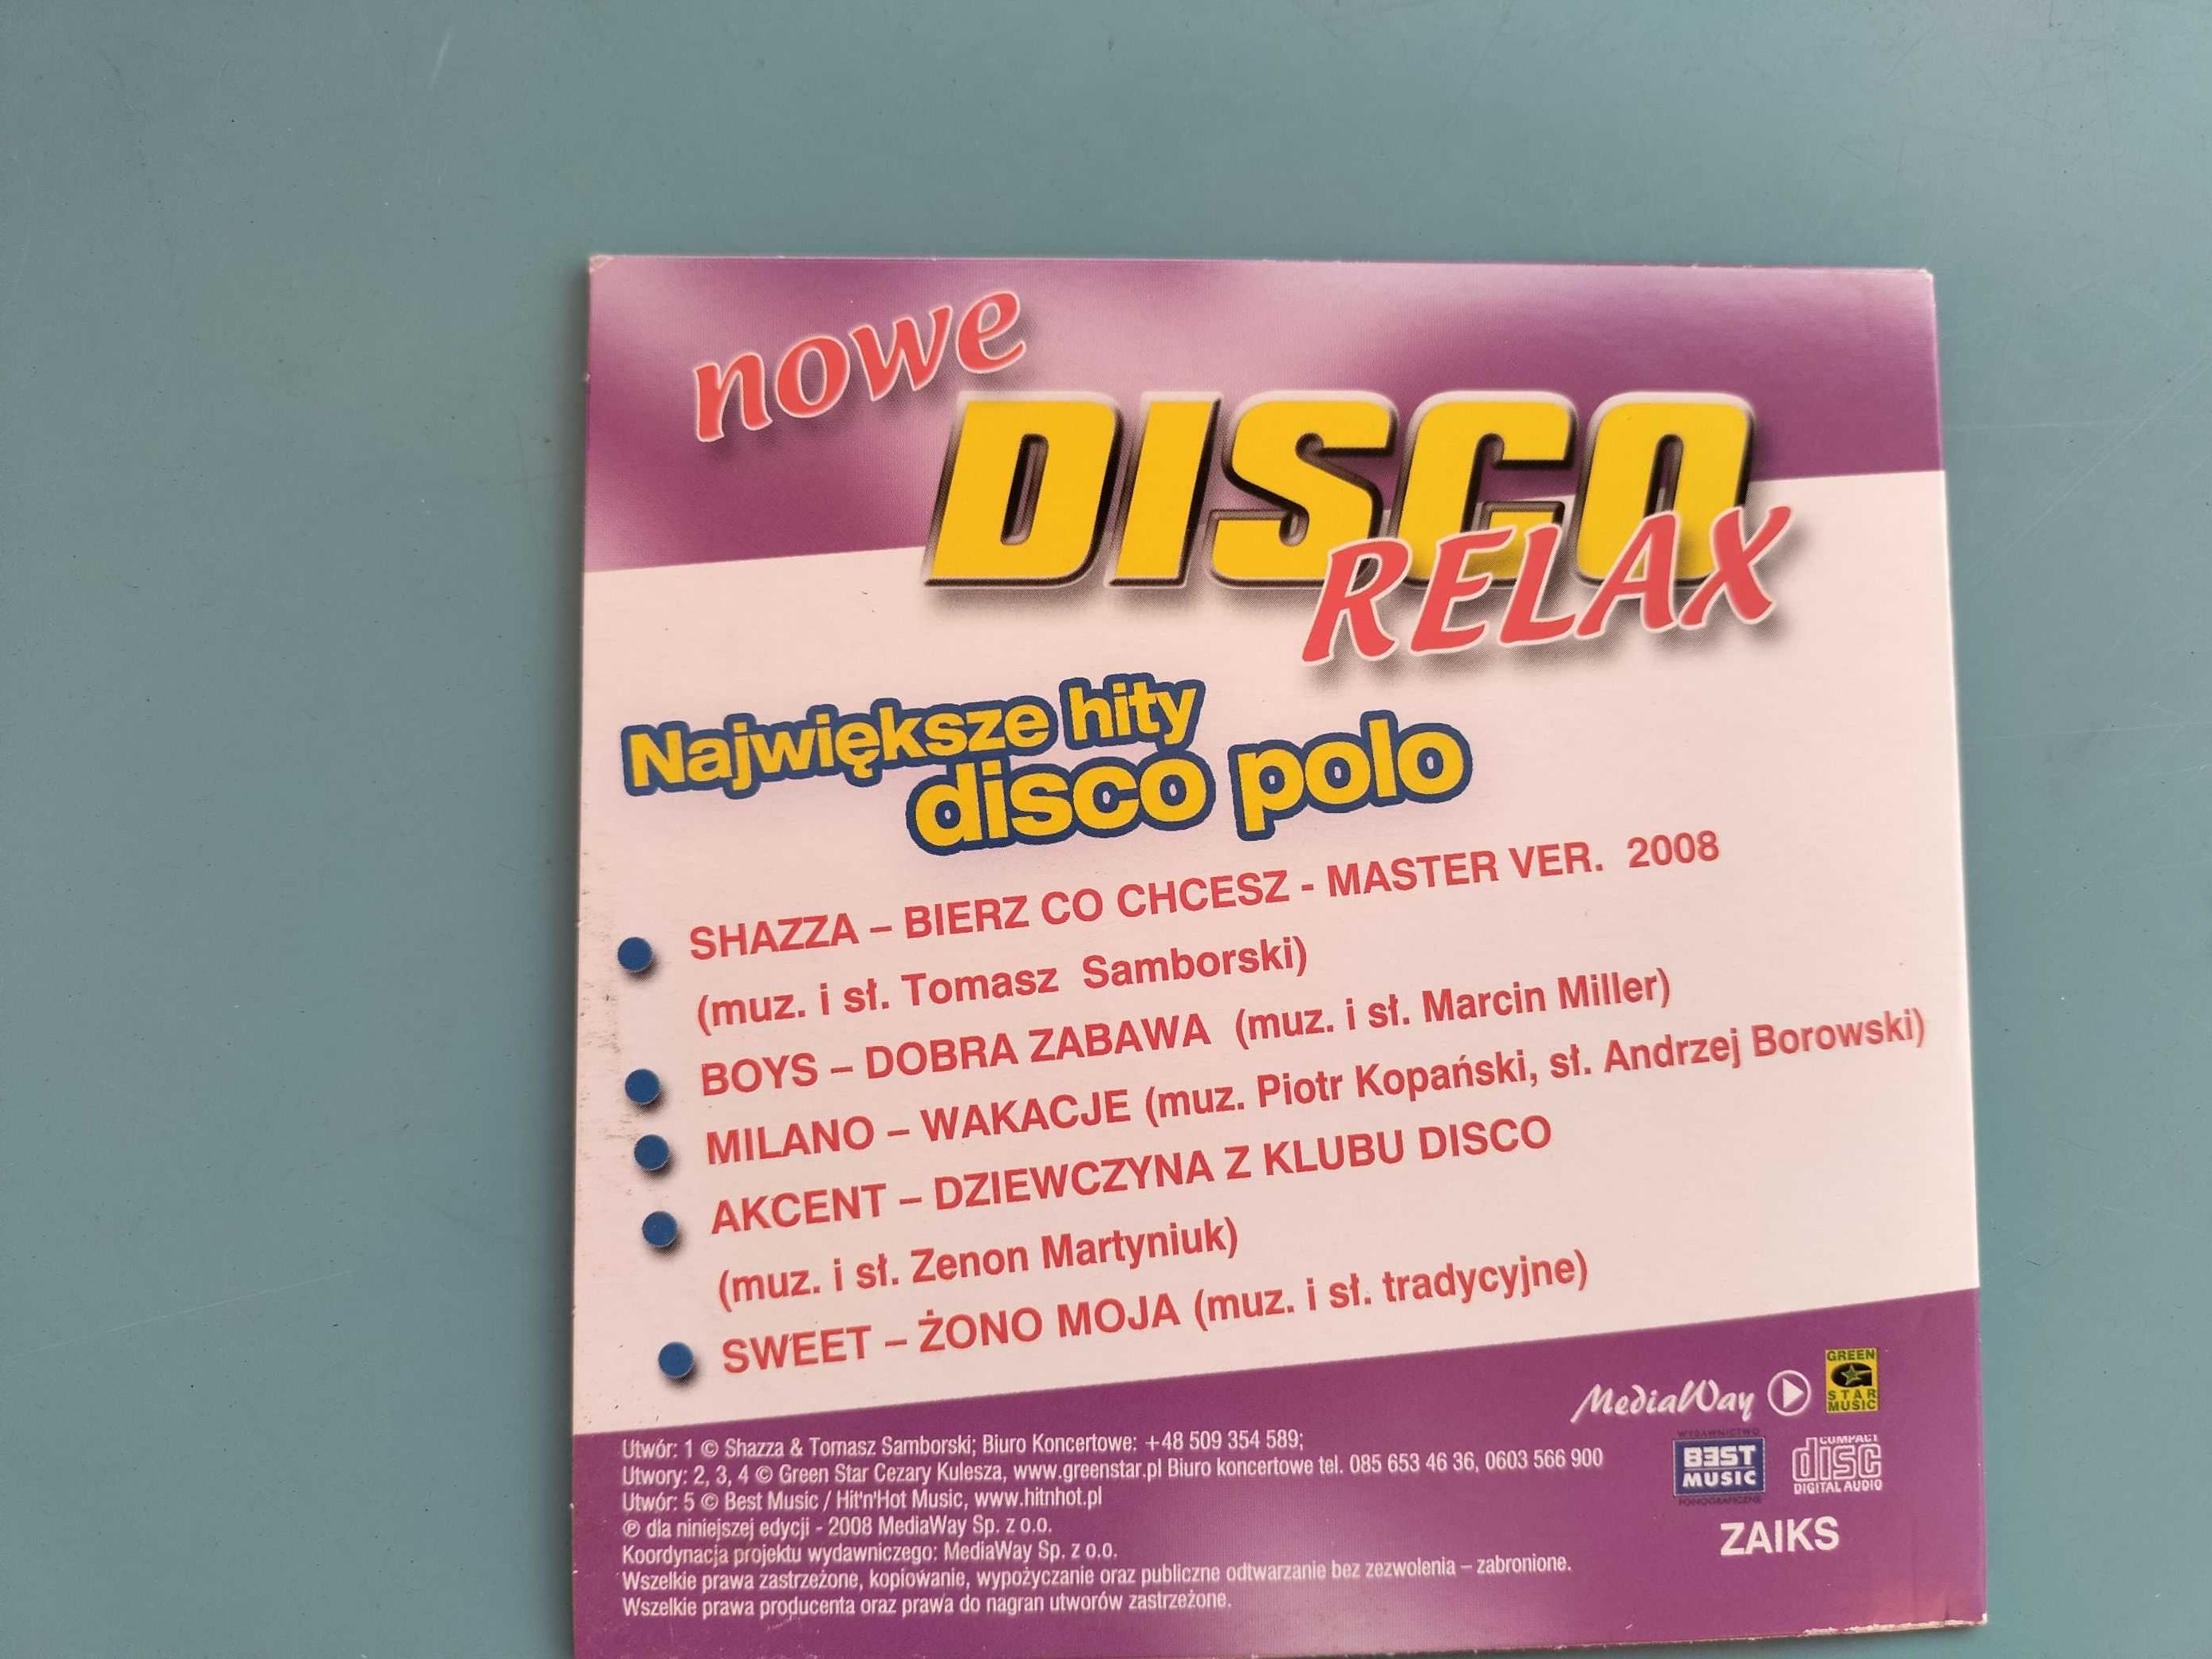 nowe
DISCO
RELAX
Największe hity
disco polo
SHAZZA – BIERZ CO CHCESZ - MASTER VER. 2008
(muz. i sł. Tomasz Samborski)
BOYS – DOBRA ZABAWA (muz. i sł. Marcin Miller)
MILANO – WAKACJE (muz. Piotr Kopański, sł. Andrzej Borowski)
AKCENT – DZIEWCZYNA Z KLUBU DISCO
(muz. i sł. Zenon Martyniuk)
SWEET – ŻONO MOJA (muz. i sł. tradycyjne)
Utwór: 1 © Shazza & Tomasz Samborski; Biuro Koncertowe: +48 509 354 589;
Utwory: 2, 3, 4 © Green Star Cezary Kulesza, www.greenstar.pl Biuro koncertowe tel. 085 653 46 36, 0603 566 900
Utwór: 5 © Best Music / Hit'n'Hot Music, www.hitnhot.pl
℗ dla niniejszej edycji - 2008 MediaWay Sp. z o.o.
Koordynacja projektu wydawniczego: MediaWay Sp. z o.o.
Wszelkie prawa zastrzeżone, kopiowanie, wypożyczanie oraz publiczne odtwarzanie bez zezwolenia – zabronione.
Wszelkie prawa producenta oraz prawa do nagran utworów zastrzeżone.
MediaWay
GREEN
G
STAR
MUSIC
WYDAWNICTWO
BEST
MUSIC
FONOGRAFICZNE
COMPACT
disc
DIGITAL AUDIO
ZAIKS